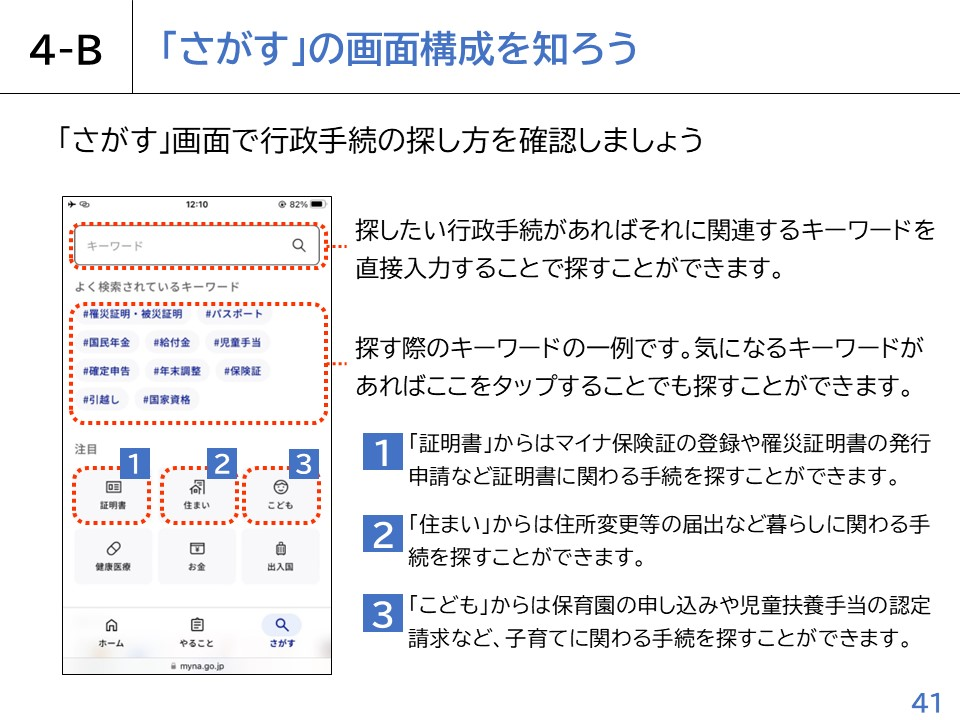 4-B
「さがす」の画面構成を知ろう
「さがす」画面で行政手続の探し方を確認しましょう
12:10
82%
キーワード
よく検索されているキーワード
#罹災証明・被災証明 #パスポート
#国民年金 #給付金 #児童手当
#確定申告 #年末調整 #保険証
#引越し #国家資格
注目
1 2 3
証明書 住まい こども
健康医療 お金 出入国
ホーム やること さがす
myna.go.jp
探したい行政手続があればそれに関連するキーワードを
直接入力することで探すことができます。
探す際のキーワードの一例です。気になるキーワードが
あればここをタップすることでも探すことができます。
1 「証明書」からはマイナ保険証の登録や罹災証明書の発行
申請など証明書に関わる手続を探すことができます。
2 「住まい」からは住所変更等の届出など暮らしに関わる手
続を探すことができます。
3 「こども」からは保育園の申し込みや児童扶養手当の認定
請求など、子育てに関わる手続を探すことができます。
41